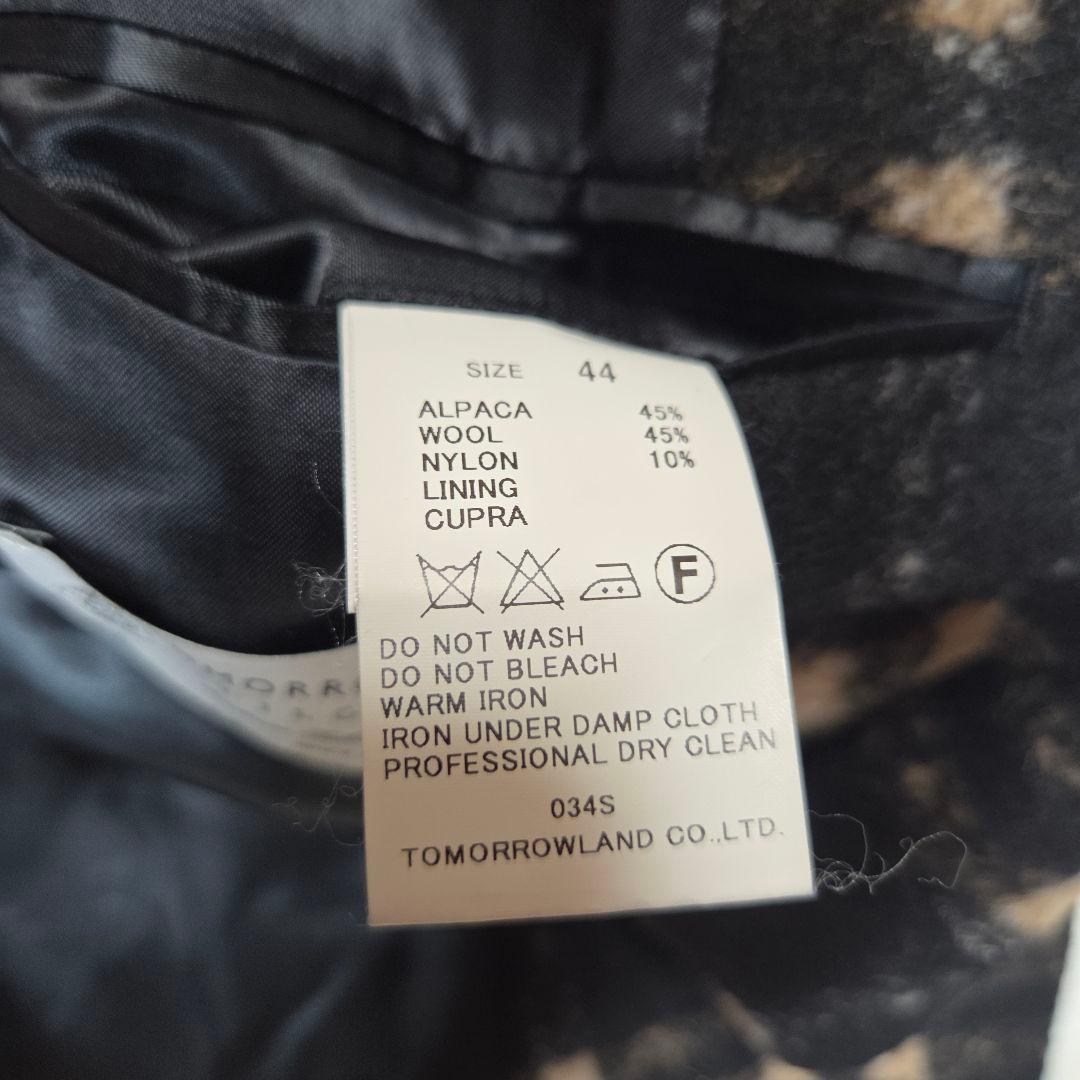 SIZE 44
ALPACA 45%
WOOL 45%
NYLON 10%
LINING
CUPRA
F
DO NOT WASH
DO NOT BLEACH
WARM IRON
IRON UNDER DAMP CLOTH
PROFESSIONAL DRY CLEAN
034S
TOMORROWLAND CO.,LTD.